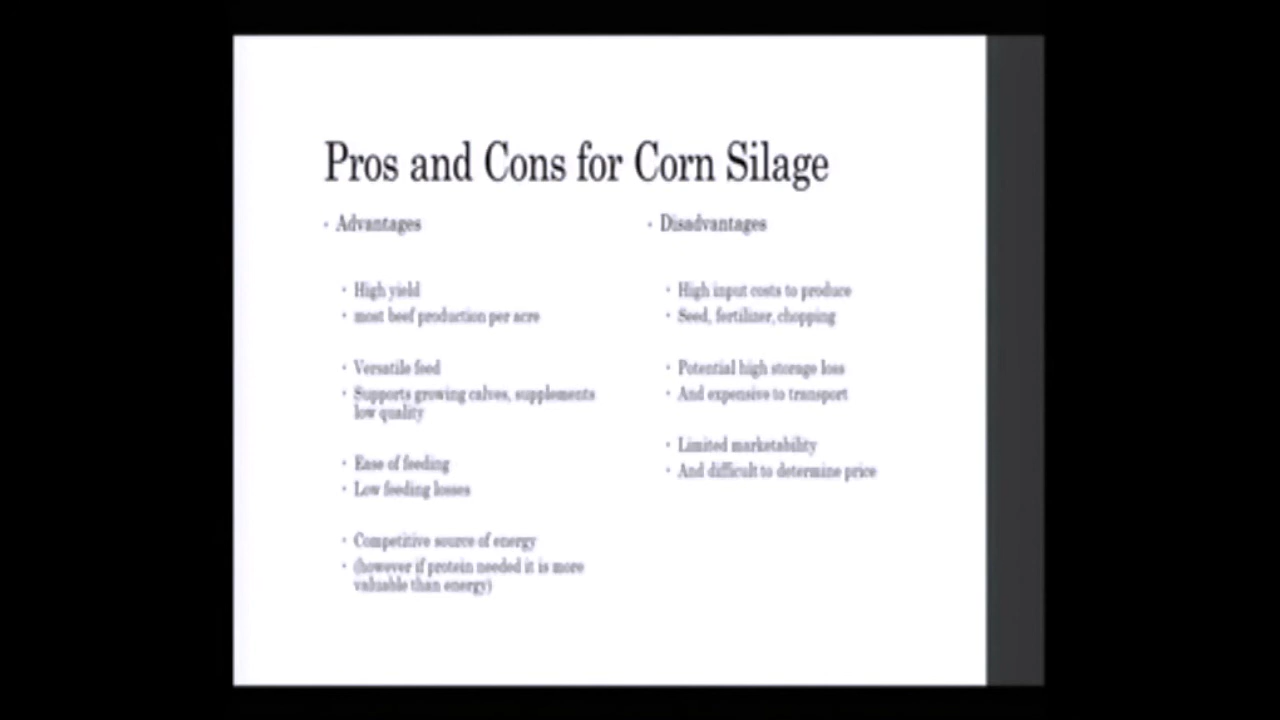 Pros and Cons for Corn Silage
• Advantages
• High yield
• most beef production per acre
• Versatile feed
• Supports growing calves, supplements
low quality
• Ease of feeding
• Low feeding losses
• Competitive source of energy
• (however if protein needed it is more
valuable than energy)
• Disadvantages
• High input costs to produce
• Seed, fertilizer, chopping
• Potential high storage loss
• And expensive to transport
• Limited marketability
• And difficult to determine price